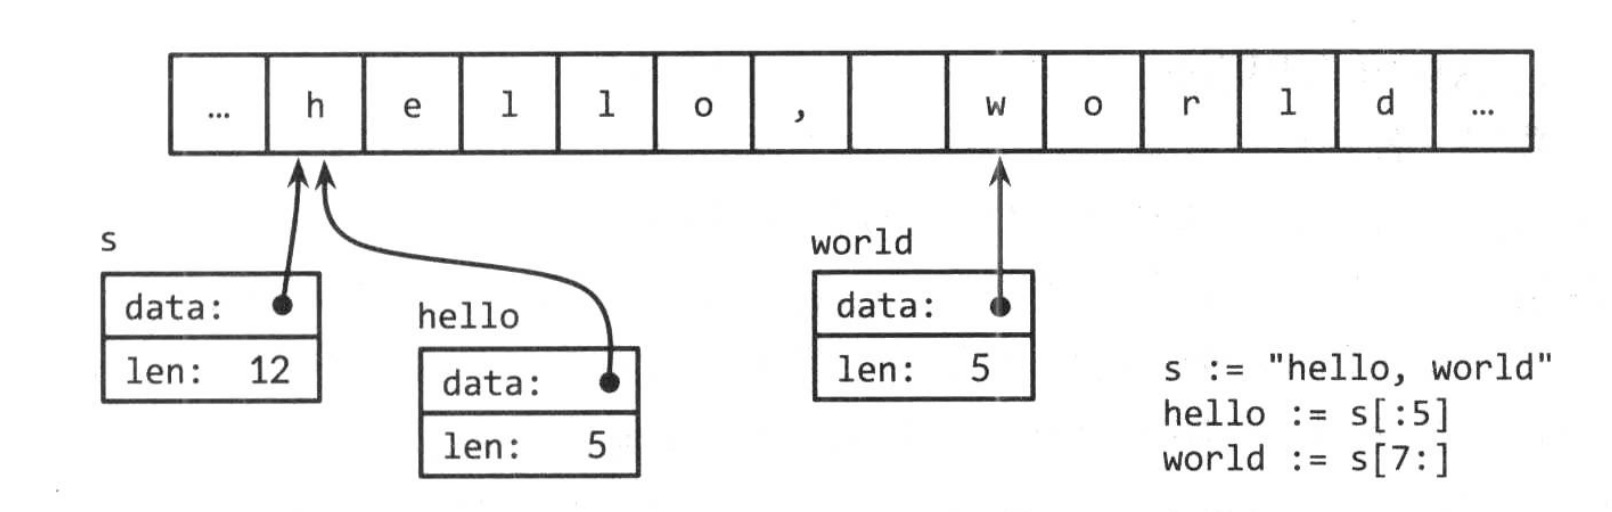 … h e l l o , w o r l d …
s
data:
len: 12
hello
data:
len: 5
world
data:
len: 5
s := "hello, world"
hello := s[:5]
world := s[7:]